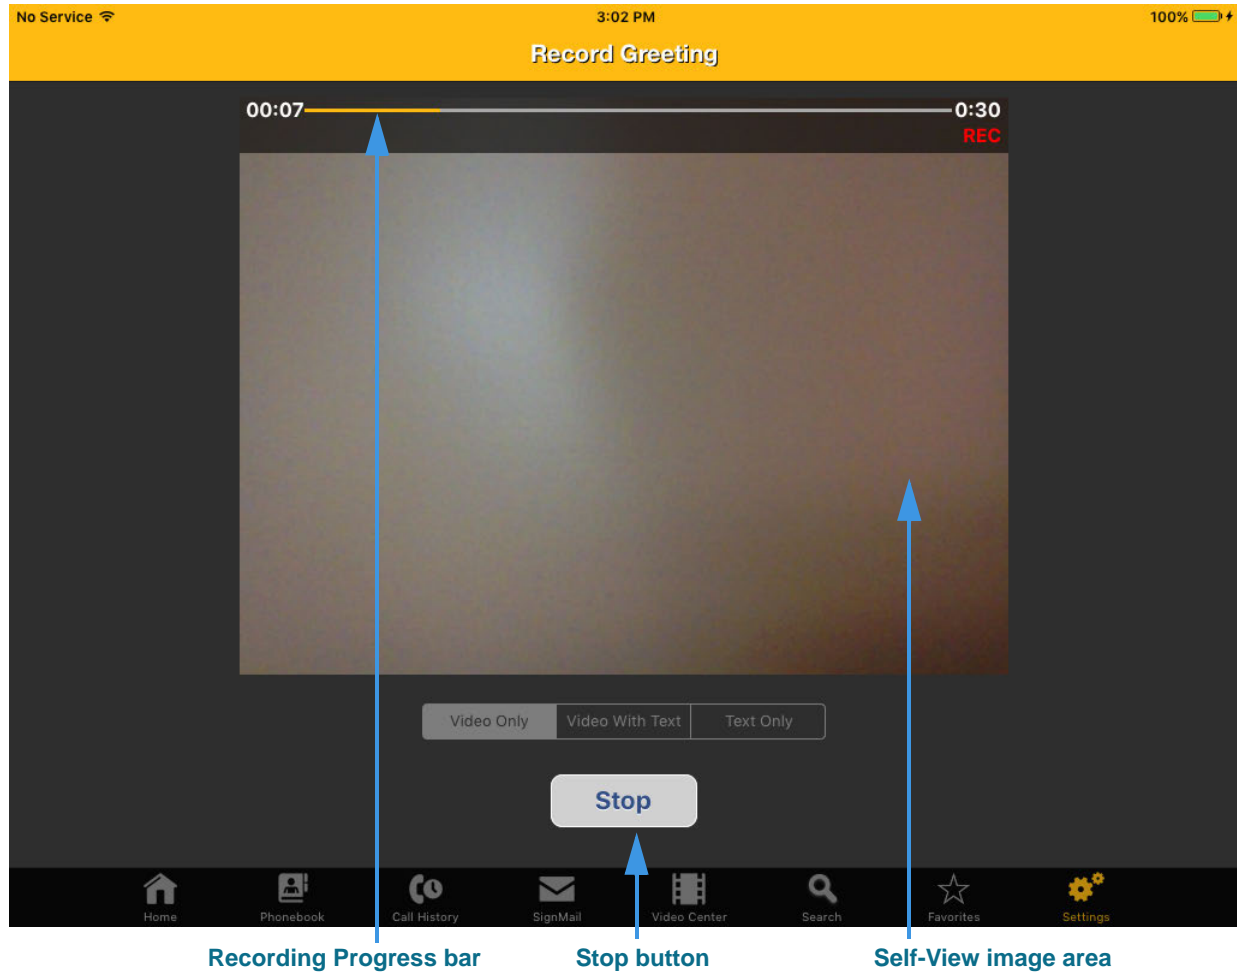 No Service 3:02 PM 100%
Record Greeting
00:07 0:30
REC
Video Only Video With Text Text Only
Stop
Home Phonebook Call History SignMail Video Center Search Favorites Settings
Recording Progress bar Stop button Self-View image area